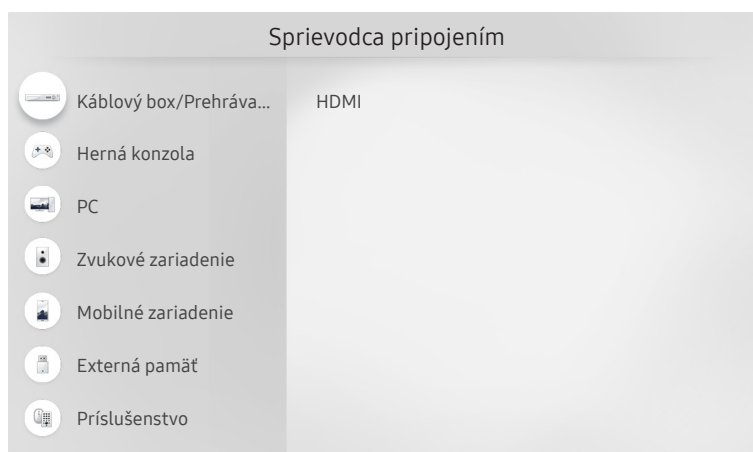 Sprievodca pripojením
Káblový box/Prehráva... HDMI
Herná konzola
PC
Zvukové zariadenie
Mobilné zariadenie
Externá pamäť
Príslušenstvo